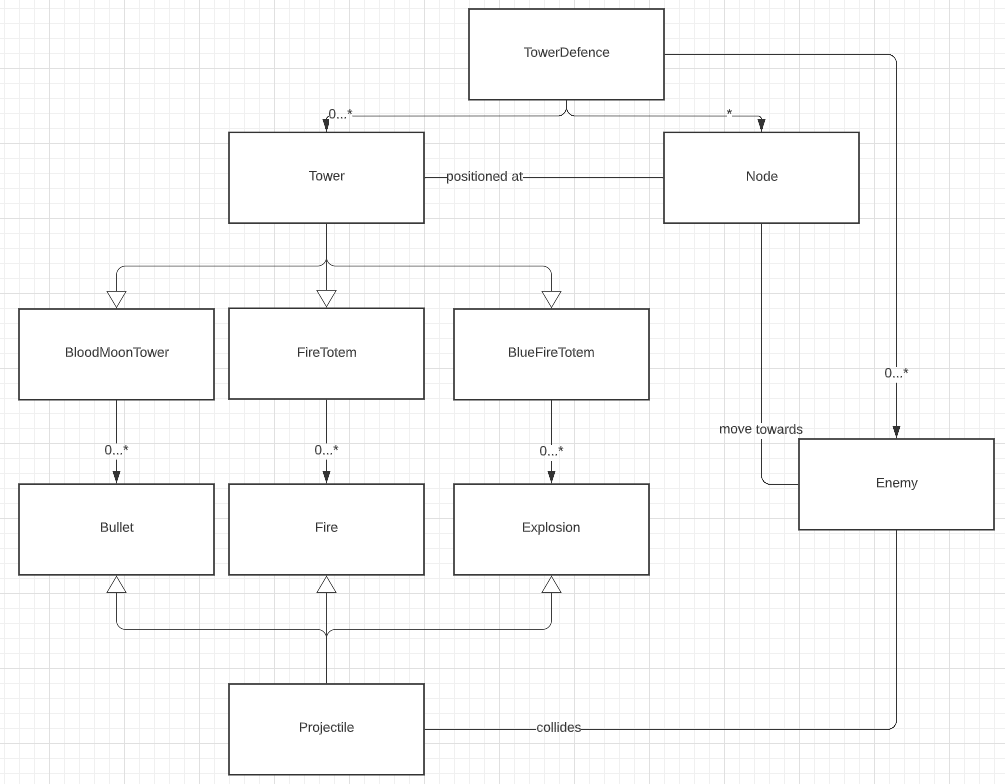 TowerDefence
0...*
*
Tower
positioned at
Node
BloodMoonTower
FireTotem
BlueFireTotem
0...*
move towards
0...*
0...*
0...*
Enemy
Bullet
Fire
Explosion
Projectile
collides